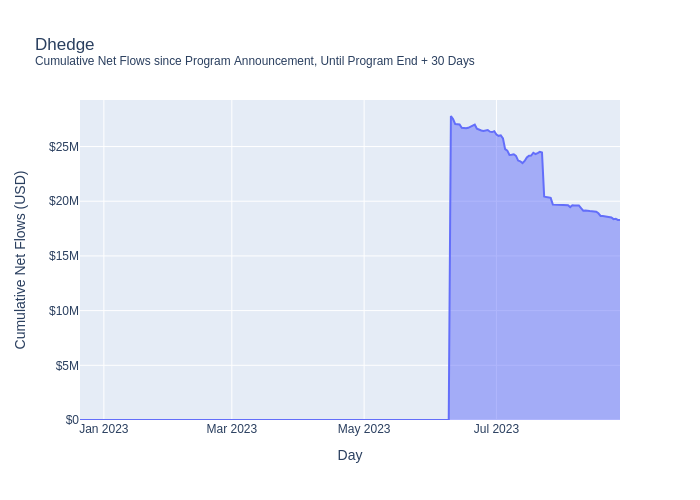 Dhedge
Cumulative Net Flows since Program Announcement, Until Program End + 30 Days
Cumulative Net Flows (USD)
$25M
$20M
$15M
$10M
$5M
$0
Jan 2023
Mar 2023
May 2023
Jul 2023
Day